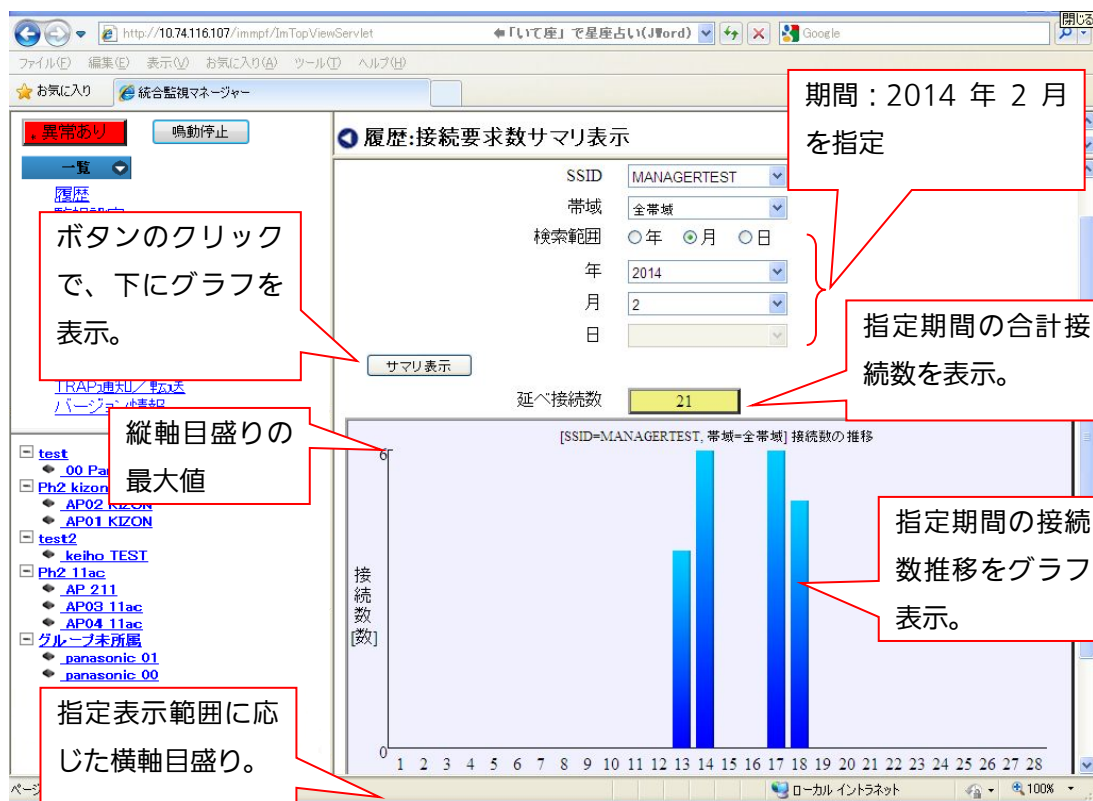 閉じる
http://10.74.116.107/immpf/ImTopViewServlet
「いて座」で星座占い(JWord)
Google
ファイル(F) 編集(E) 表示(V) お気に入り(A) ツール(T) ヘルプ(H)
お気に入り
統合監視マネージャー
期間：2014 年 2 月
を指定
異常あり
鳴動停止
履歴:接続要求数サマリ表示
一覧
履歴
SSID MANAGERTEST
帯域 全帯域
検索範囲 年 月 日
年 2014
月 2
日
ボタンのクリック
で、下にグラフを
表示。
指定期間の合計接
続数を表示。
サマリ表示
TRAP通知／転送
バージョン情報
延べ接続数 21
縦軸目盛りの
最大値
[SSID=MANAGERTEST, 帯域=全帯域] 接続数の推移
6
test
00 Pa
Ph2 kizon
AP02 KIZON
AP01 KIZON
test2
keiho TEST
Ph2 11ac
AP 211
AP03 11ac
AP04 11ac
グループ未所属
panasonic 01
panasonic 00
指定期間の接続
数推移をグラフ
表示。
接続数[数]
指定表示範囲に応
じた横軸目盛り。
0
1 2 3 4 5 6 7 8 9 10 11 12 13 14 15 16 17 18 19 20 21 22 23 24 25 26 27 28
ページ
ローカル イントラネット
100%